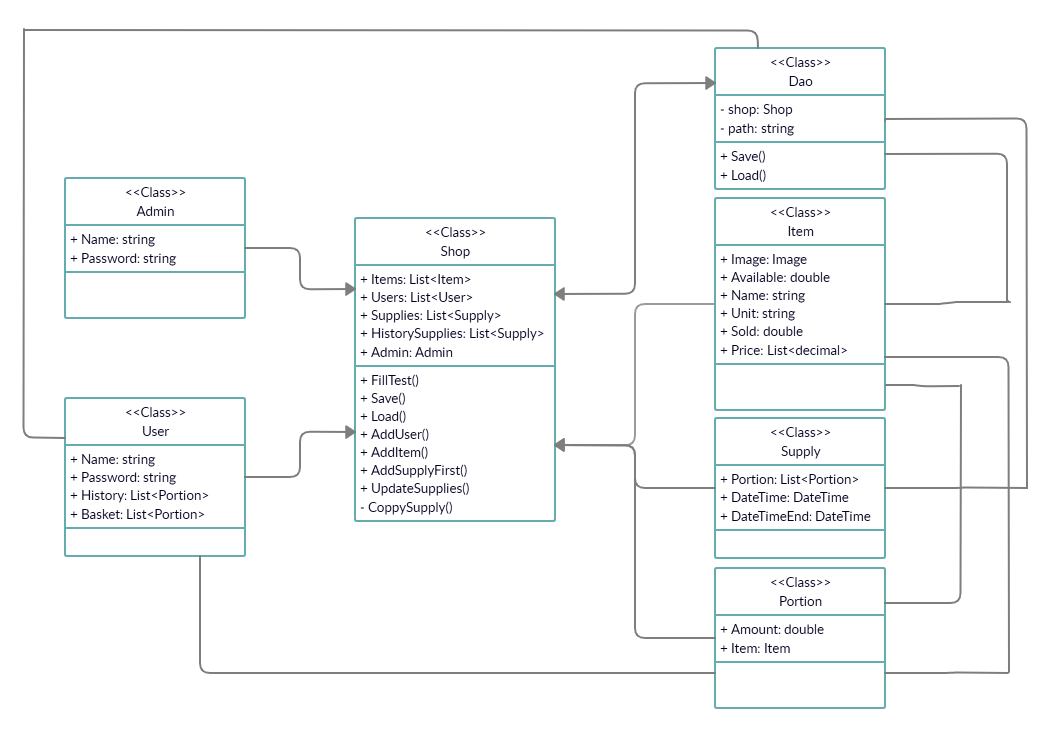 <<Class>>
Admin
+ Name: string
+ Password: string
<<Class>>
User
+ Name: string
+ Password: string
+ History: List<Portion>
+ Basket: List<Portion>
<<Class>>
Shop
+ Items: List<Item>
+ Users: List<User>
+ Supplies: List<Supply>
+ HistorySupplies: List<Supply>
+ Admin: Admin
+ FillTest()
+ Save()
+ Load()
+ AddUser()
+ AddItem()
+ AddSupplyFirst()
+ UpdateSupplies()
- CoppySupply()
<<Class>>
Dao
- shop: Shop
- path: string
+ Save()
+ Load()
<<Class>>
Item
+ Image: Image
+ Available: double
+ Name: string
+ Unit: string
+ Sold: double
+ Price: List<decimal>
<<Class>>
Supply
+ Portion: List<Portion>
+ DateTime: DateTime
+ DateTimeEnd: DateTime
<<Class>>
Portion
+ Amount: double
+ Item: Item